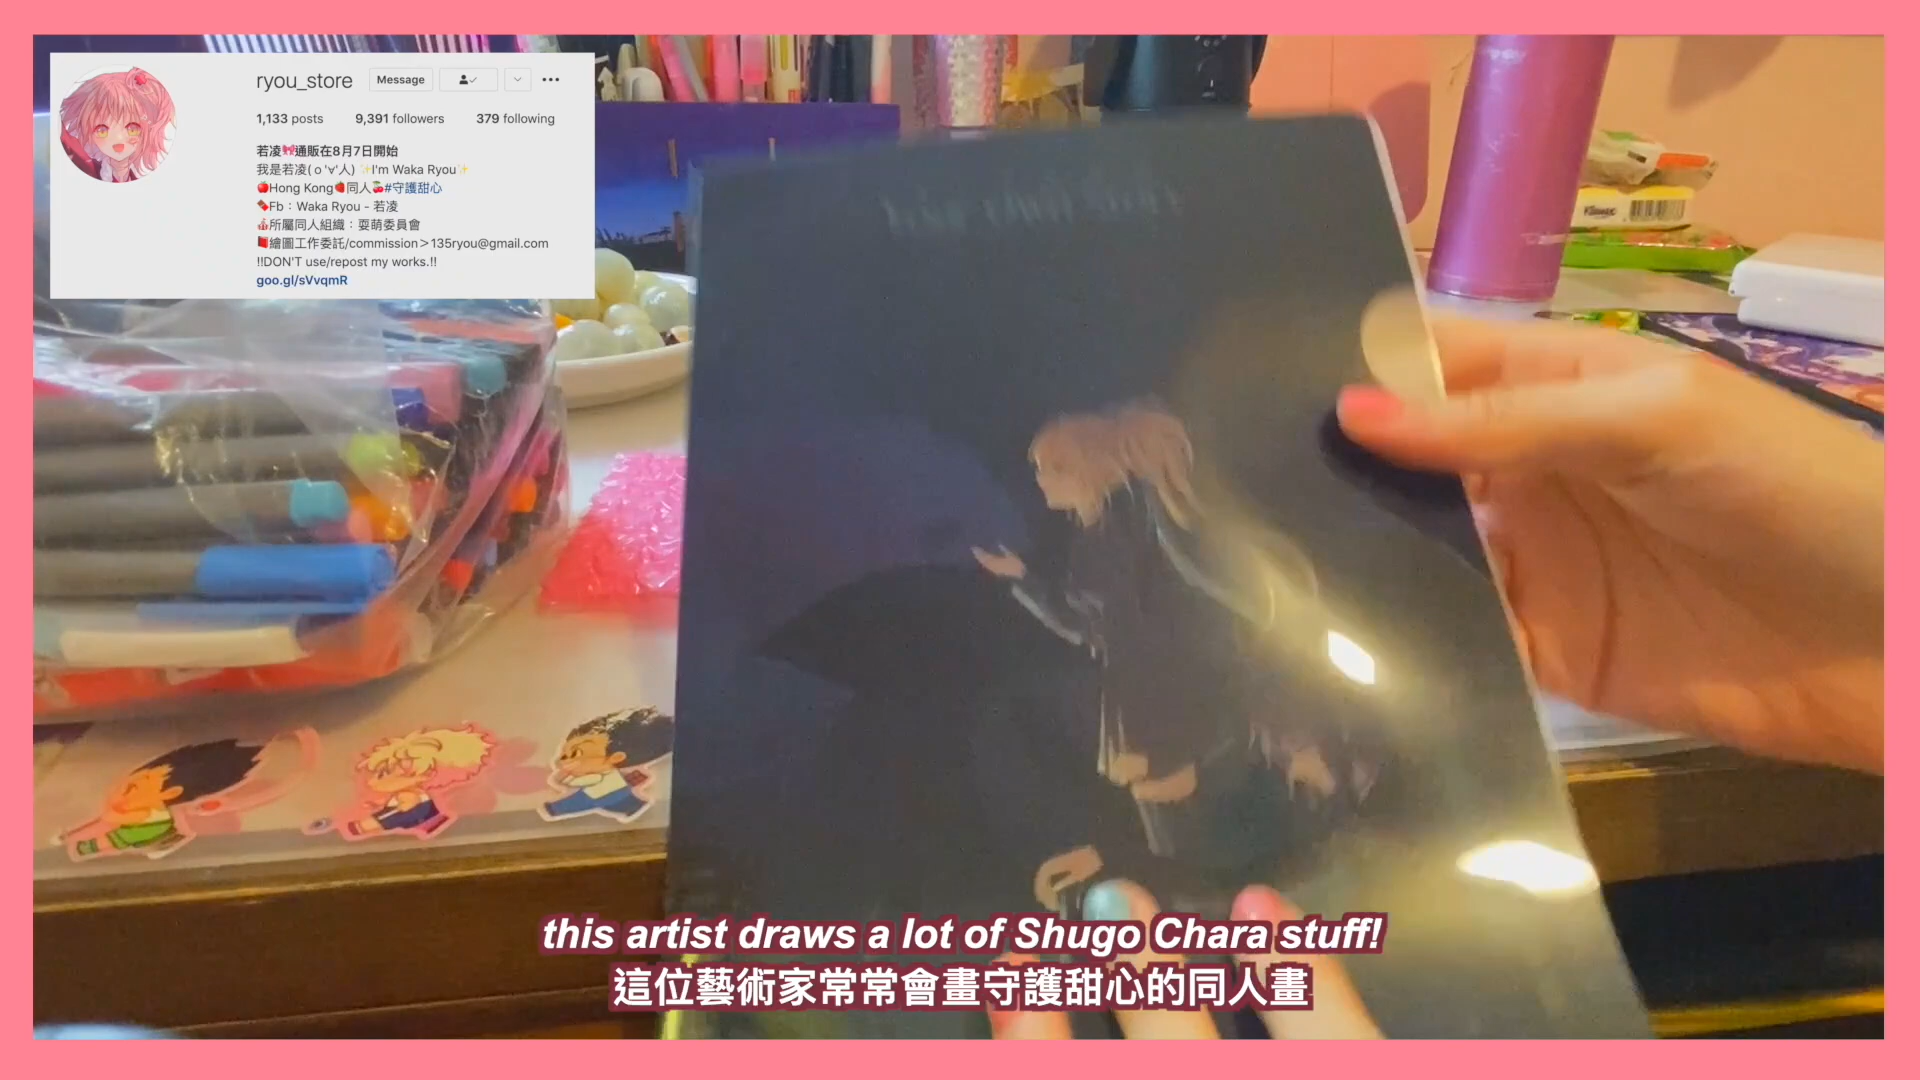 ryou_store Message
1,133 posts 9,391 followers 379 following
若凌🎀通販在8月7日開始
我是若凌(ｏ'∀'人) ✨I'm Waka Ryou✨
🍎Hong Kong🍓同人🍒#守護甜心
🍫Fb：Waka Ryou - 若凌
🎪所屬同人組織：耍萌委員會
📕繪圖工作委託/commission＞135ryou@gmail.com
!!DON'T use/repost my works.!!
goo.gl/sVvqmR
Kleenex
this artist draws a lot of Shugo Chara stuff!
這位藝術家常常會畫守護甜心的同人畫